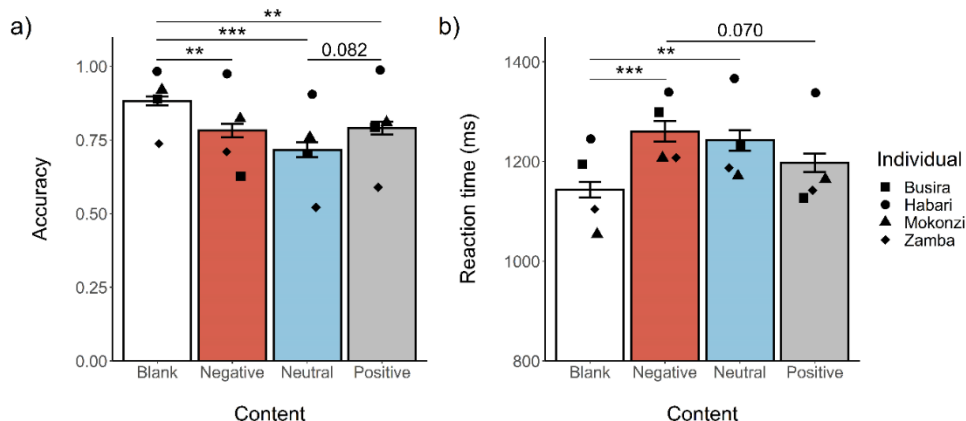 a)
**
***
**
0.082
1.00
0.75
0.50
0.25
0.00
Accuracy
Blank Negative Neutral Positive
Content
b)
0.070
**
***
1400
1200
1000
800
Reaction time (ms)
Blank Negative Neutral Positive
Content
Individual
Busira
Habari
Mokonzi
Zamba